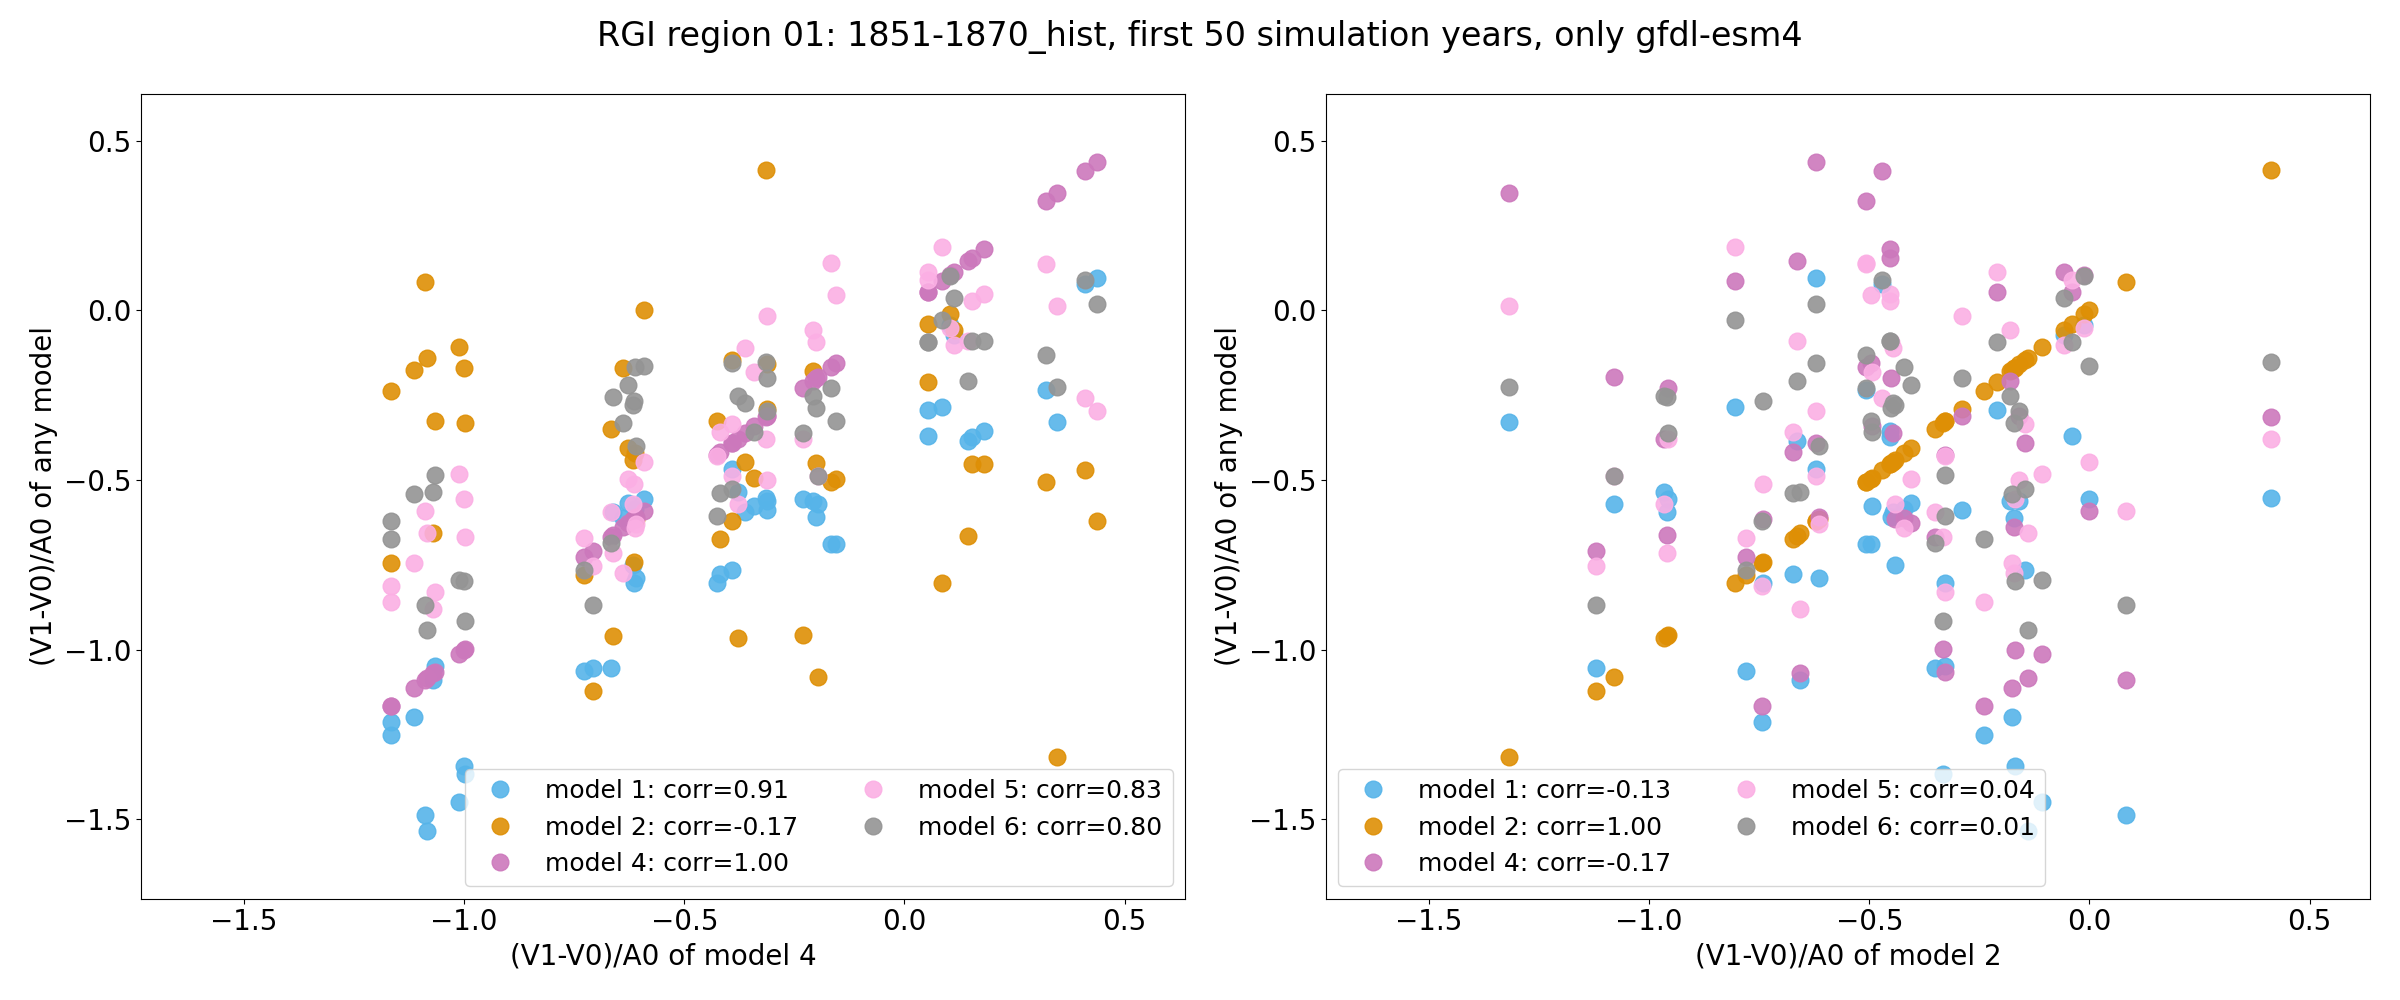 RGI region 01: 1851-1870_hist, first 50 simulation years, only gfdl-esm4
(V1-V0)/A0 of any model
0.5
0.0
−0.5
−1.0
−1.5
model 1: corr=0.91
model 2: corr=-0.17
model 4: corr=1.00
model 5: corr=0.83
model 6: corr=0.80
−1.5 −1.0 −0.5 0.0 0.5
(V1-V0)/A0 of model 4
(V1-V0)/A0 of any model
0.5
0.0
−0.5
−1.0
−1.5
model 1: corr=-0.13
model 2: corr=1.00
model 4: corr=-0.17
model 5: corr=0.04
model 6: corr=0.01
−1.5 −1.0 −0.5 0.0 0.5
(V1-V0)/A0 of model 2